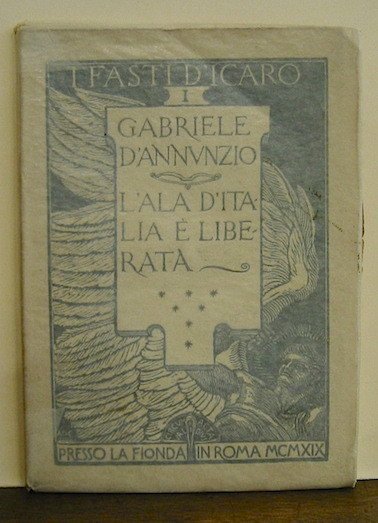 I FASTI D'ICARO
I
GABRIELE
D'ANNVNZIO
L'ALA D'ITA-
LIA È LIBE-
RATA
PRESSO LA FIONDA IN ROMA MCMXIX